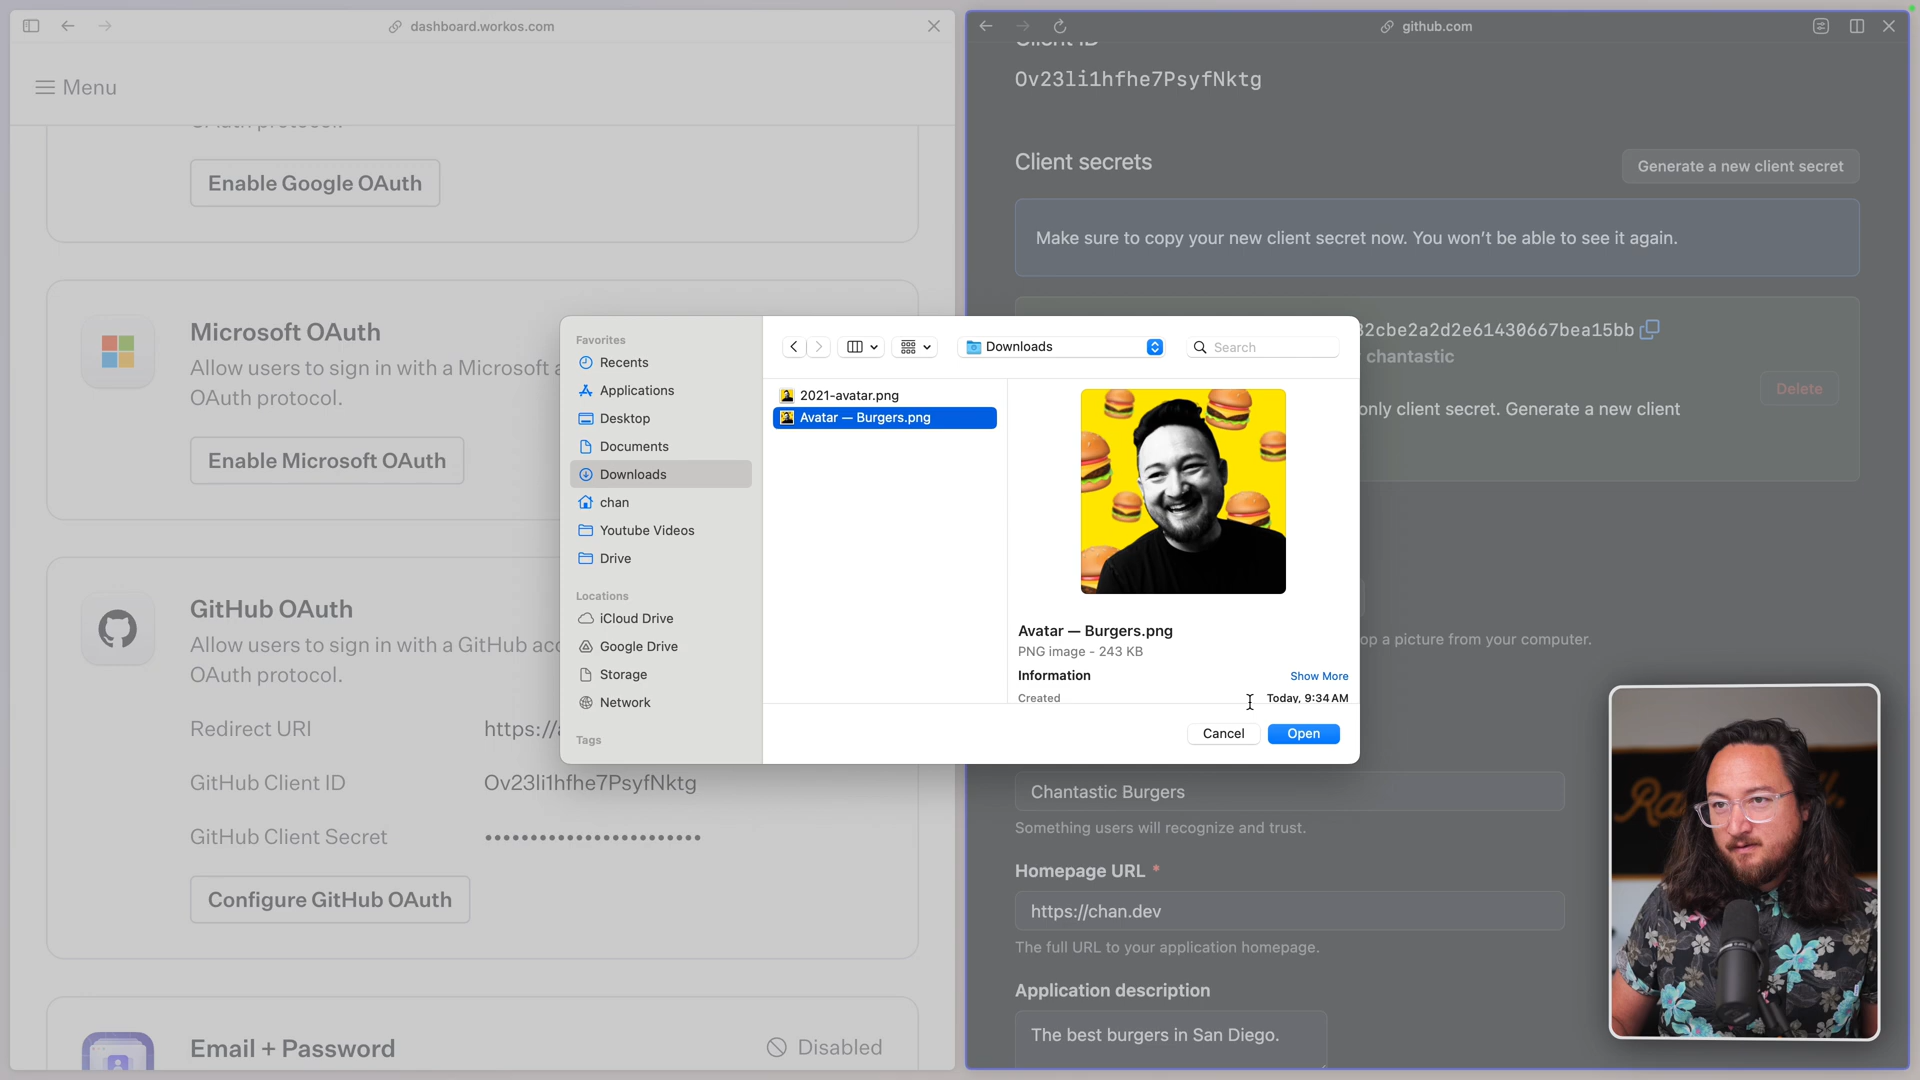 dashboard.workos.com
Menu
Enable Google OAuth
Microsoft OAuth
Allow users to sign in with a Microsoft
OAuth protocol.
Enable Microsoft OAuth
GitHub OAuth
Allow users to sign in with a GitHub
OAuth protocol.
Redirect URI
https://
GitHub Client ID
Ov23li1hfhe7PsyfNktg
GitHub Client Secret
••••••••••••••••••••••••
Configure GitHub OAuth
Email + Password
Disabled
github.com
Client ID
Ov23li1hfhe7PsyfNktg
Client secrets
Generate a new client secret
Make sure to copy your new client secret now. You won’t be able to see it again.
2cbe2a2d2e61430667bea15bb
chantastic
Delete
only client secret. Generate a new client
a picture from your computer.
Chantastic Burgers
Something users will recognize and trust.
Homepage URL *
https://chan.dev
The full URL to your application homepage.
Application description
The best burgers in San Diego.
Favorites
Recents
Applications
Desktop
Documents
Downloads
chan
Youtube Videos
Drive
Locations
iCloud Drive
Google Drive
Storage
Network
Tags
Downloads
Search
2021-avatar.png
Avatar — Burgers.png
Avatar — Burgers.png
PNG image - 243 KB
Information
Show More
Created
Today, 9:34 AM
Cancel
Open